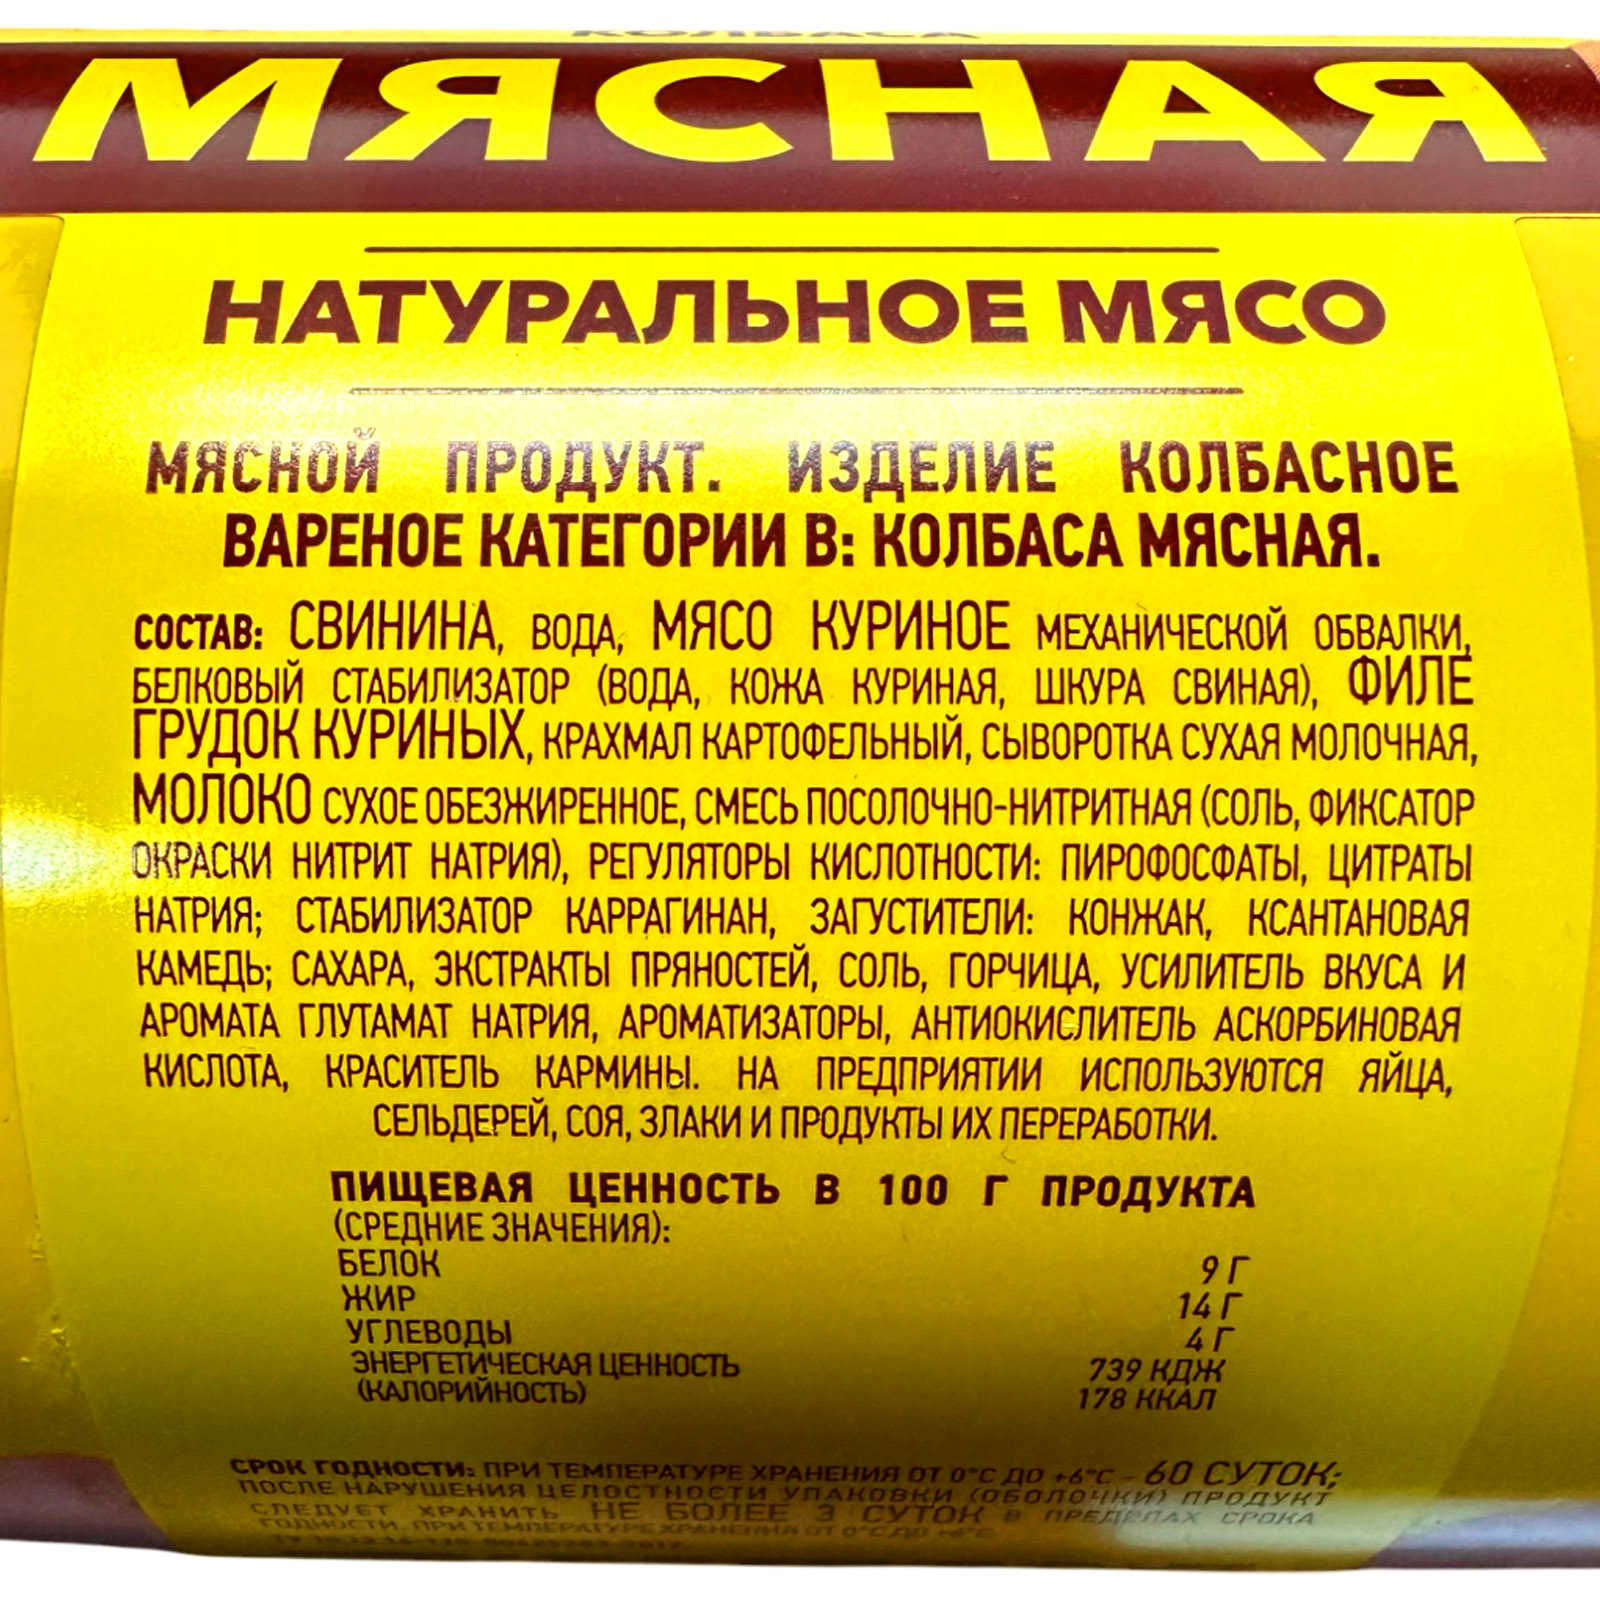 КОЛБАСА
МЯСНАЯ
НАТУРАЛЬНОЕ МЯСО
МЯСНОЙ ПРОДУКТ. ИЗДЕЛИЕ КОЛБАСНОЕ
ВАРЕНОЕ КАТЕГОРИИ В: КОЛБАСА МЯСНАЯ.
СОСТАВ: СВИНИНА, ВОДА, МЯСО КУРИНОЕ МЕХАНИЧЕСКОЙ ОБВАЛКИ,
БЕЛКОВЫЙ СТАБИЛИЗАТОР (ВОДА, КОЖА КУРИНАЯ, ШКУРА СВИНАЯ), ФИЛЕ
ГРУДОК КУРИНЫХ, КРАХМАЛ КАРТОФЕЛЬНЫЙ, СЫВОРОТКА СУХАЯ МОЛОЧНАЯ,
МОЛОКО СУХОЕ ОБЕЗЖИРЕННОЕ, СМЕСЬ ПОСОЛОЧНО-НИТРИТНАЯ (СОЛЬ, ФИКСАТОР
ОКРАСКИ НИТРИТ НАТРИЯ), РЕГУЛЯТОРЫ КИСЛОТНОСТИ: ПИРОФОСФАТЫ, ЦИТРАТЫ
НАТРИЯ; СТАБИЛИЗАТОР КАРРАГИНАН, ЗАГУСТИТЕЛИ: КОНЖАК, КСАНТАНОВАЯ
КАМЕДЬ; САХАРА, ЭКСТРАКТЫ ПРЯНОСТЕЙ, СОЛЬ, ГОРЧИЦА, УСИЛИТЕЛЬ ВКУСА И
АРОМАТА ГЛУТАМАТ НАТРИЯ, АРОМАТИЗАТОРЫ, АНТИОКИСЛИТЕЛЬ АСКОРБИНОВАЯ
КИСЛОТА, КРАСИТЕЛЬ КАРМИНЫ. НА ПРЕДПРИЯТИИ ИСПОЛЬЗУЮТСЯ ЯЙЦА,
СЕЛЬДЕРЕЙ, СОЯ, ЗЛАКИ И ПРОДУКТЫ ИХ ПЕРЕРАБОТКИ.
ПИЩЕВАЯ ЦЕННОСТЬ В 100 Г ПРОДУКТА
(СРЕДНИЕ ЗНАЧЕНИЯ):
БЕЛОК 9 Г
ЖИР 14 Г
УГЛЕВОДЫ 4 Г
ЭНЕРГЕТИЧЕСКАЯ ЦЕННОСТЬ 739 КДЖ
(КАЛОРИЙНОСТЬ) 178 ККАЛ
СРОК ГОДНОСТИ: ПРИ ТЕМПЕРАТУРЕ ХРАНЕНИЯ ОТ 0°С ДО +6°С - 60 СУТОК;
ПОСЛЕ НАРУШЕНИЯ ЦЕЛОСТНОСТИ УПАКОВКИ (ОБОЛОЧКИ) ПРОДУКТ
СЛЕДУЕТ ХРАНИТЬ НЕ БОЛЕЕ 3 СУТОК В ПРЕДЕЛАХ СРОКА
ГОДНОСТИ, ПРИ ТЕМПЕРАТУРЕ ХРАНЕНИЯ ОТ 0°С ДО +6°С